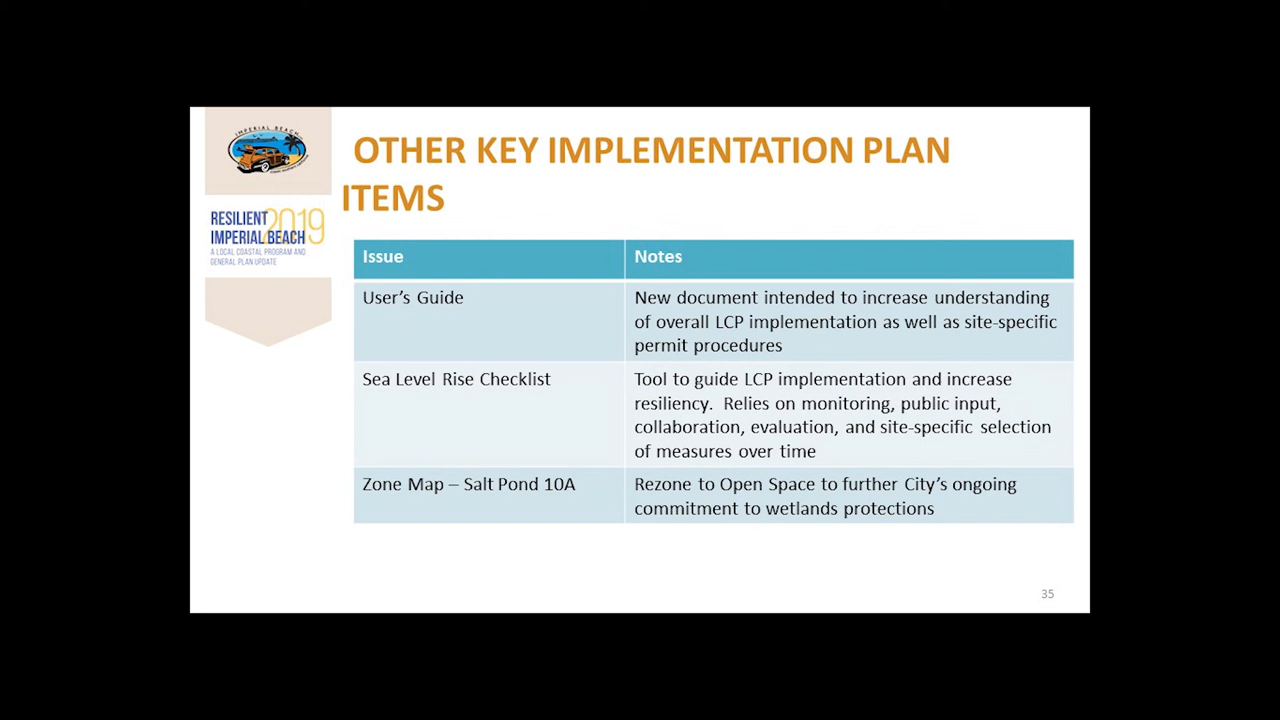 IMPERIAL BEACH
OTHER KEY IMPLEMENTATION PLAN
ITEMS
RESILIENT 2019
IMPERIAL BEACH
A LOCAL COASTAL PROGRAM AND
GENERAL PLAN UPDATE
Issue Notes
User’s Guide New document intended to increase understanding
of overall LCP implementation as well as site-specific
permit procedures
Sea Level Rise Checklist Tool to guide LCP implementation and increase
resiliency. Relies on monitoring, public input,
collaboration, evaluation, and site-specific selection
of measures over time
Zone Map – Salt Pond 10A Rezone to Open Space to further City’s ongoing
commitment to wetlands protections
35